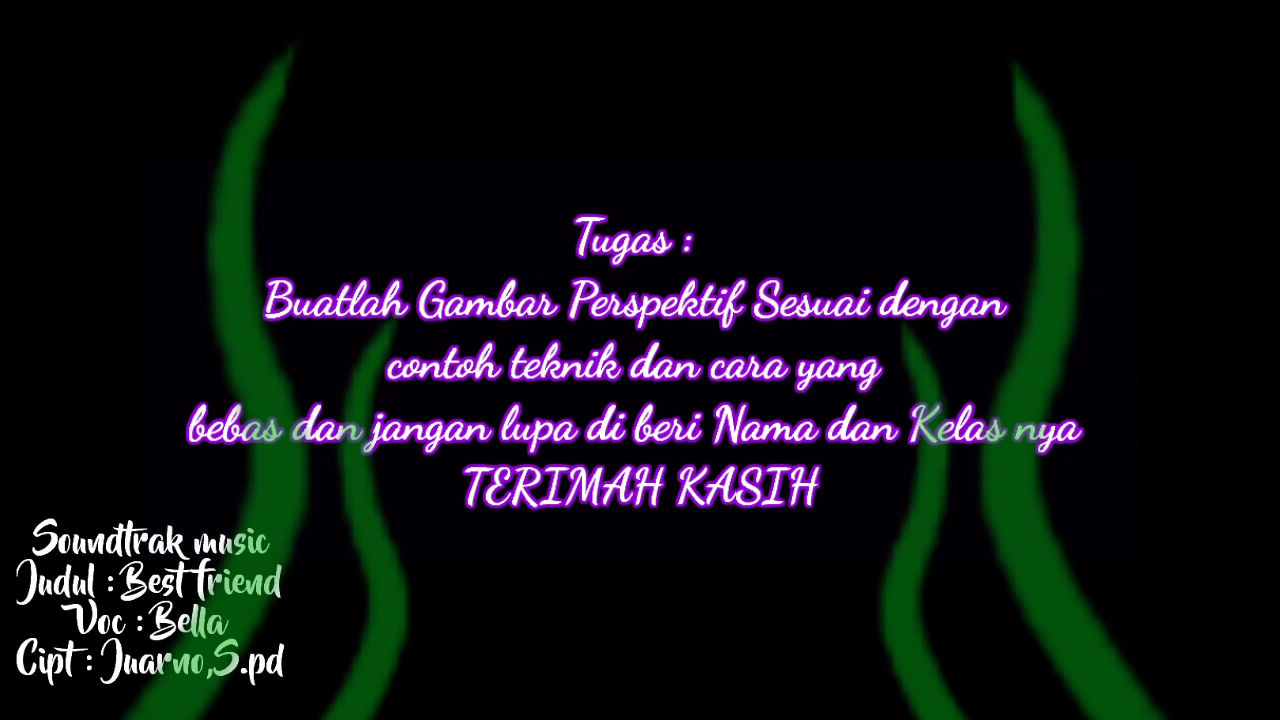 Tugas :
Buatlah Gambar Perspektif Sesuai dengan
contoh teknik dan cara yang
bebas dan jangan lupa di beri Nama dan Kelas nya
TERIMAH KASIH
Soundtrak music
Judul : Best friend
Voc : Bella
Cipt : Juarno,S.pd